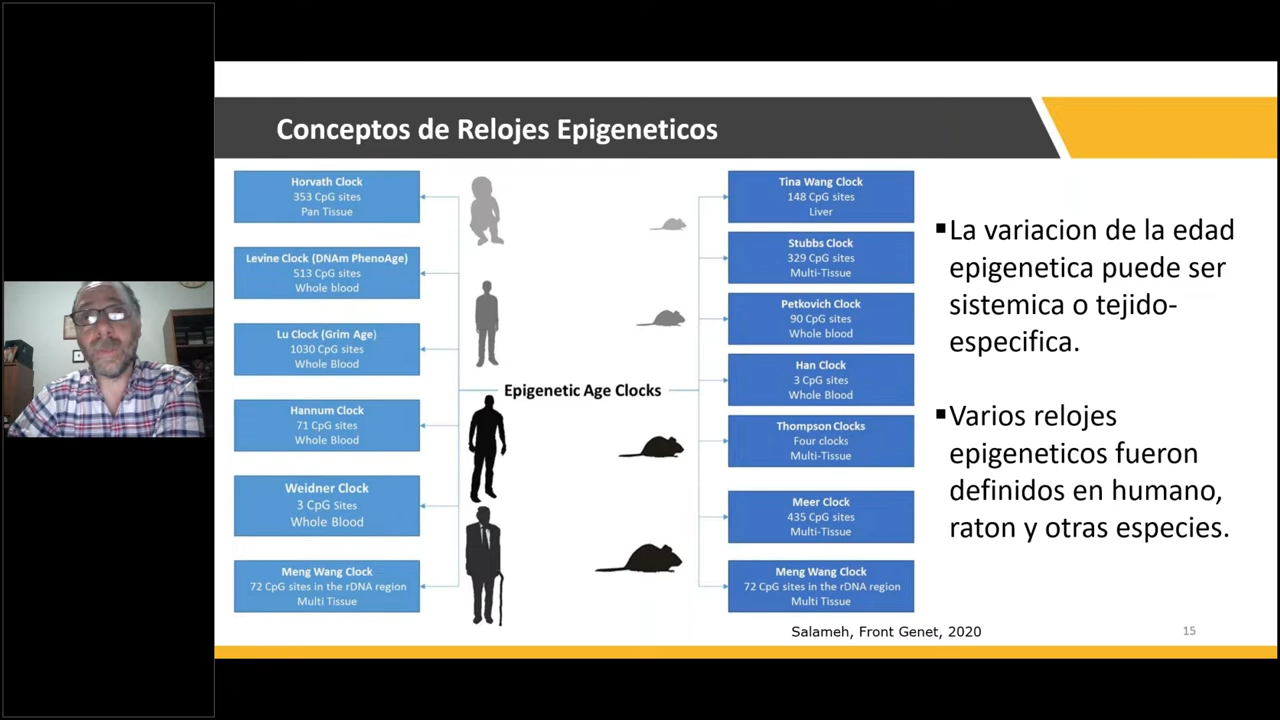 Conceptos de Relojes Epigeneticos
Horvath Clock
353 CpG sites
Pan Tissue
Levine Clock (DNAm PhenoAge)
513 CpG sites
Whole blood
Lu Clock (Grim Age)
1030 CpG sites
Whole Blood
Hannum Clock
71 CpG sites
Whole Blood
Weidner Clock
3 CpG Sites
Whole Blood
Meng Wang Clock
72 CpG sites in the rDNA region
Multi Tissue
Epigenetic Age Clocks
Tina Wang Clock
148 CpG sites
Liver
Stubbs Clock
329 CpG sites
Multi-Tissue
Petkovich Clock
90 CpG sites
Whole blood
Han Clock
3 CpG sites
Whole Blood
Thompson Clocks
Four clocks
Multi-Tissue
Meer Clock
435 CpG sites
Multi-Tissue
Meng Wang Clock
72 CpG sites in the rDNA region
Multi Tissue
▪La variacion de la edad
epigenetica puede ser
sistemica o tejido-
especifica.
▪Varios relojes
epigeneticos fueron
definidos en humano,
raton y otras especies.
Salameh, Front Genet, 2020
15